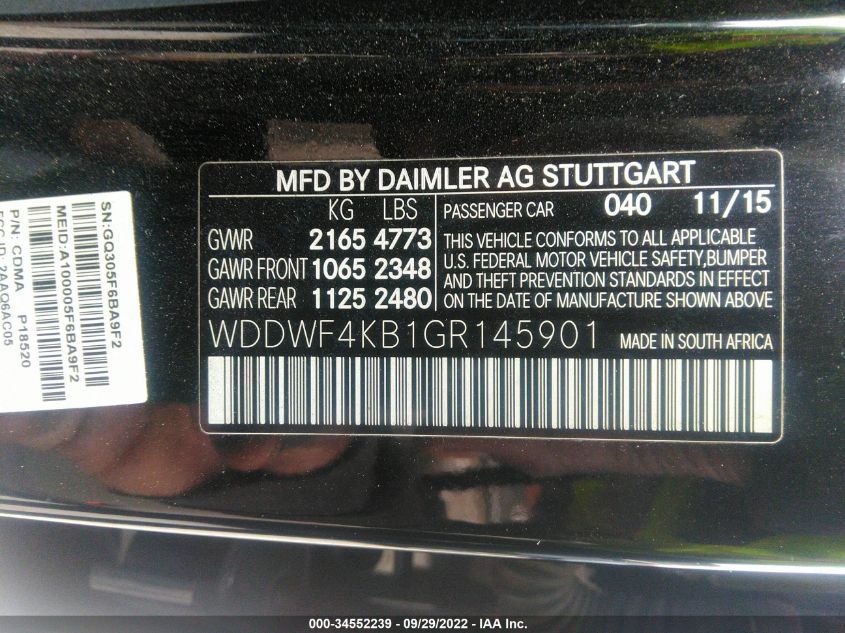 MFD BY DAIMLER AG STUTTGART
KG LBS
GVWR 2165 4773
GAWR FRONT 1065 2348
GAWR REAR 1125 2480
PASSENGER CAR 040 11/15
THIS VEHICLE CONFORMS TO ALL APPLICABLE
U.S. FEDERAL MOTOR VEHICLE SAFETY,BUMPER
AND THEFT PREVENTION STANDARDS IN EFFECT
ON THE DATE OF MANUFACTURE SHOWN ABOVE
WDDWF4KB1GR145901 MADE IN SOUTH AFRICA
SN:GQ305F6BA9F2
MEID:A100005F6BA9F2
P/N: CDMA P18520
FCC ID: 2AAQ6AC05
000-34552239 - 09/29/2022 - IAA Inc.